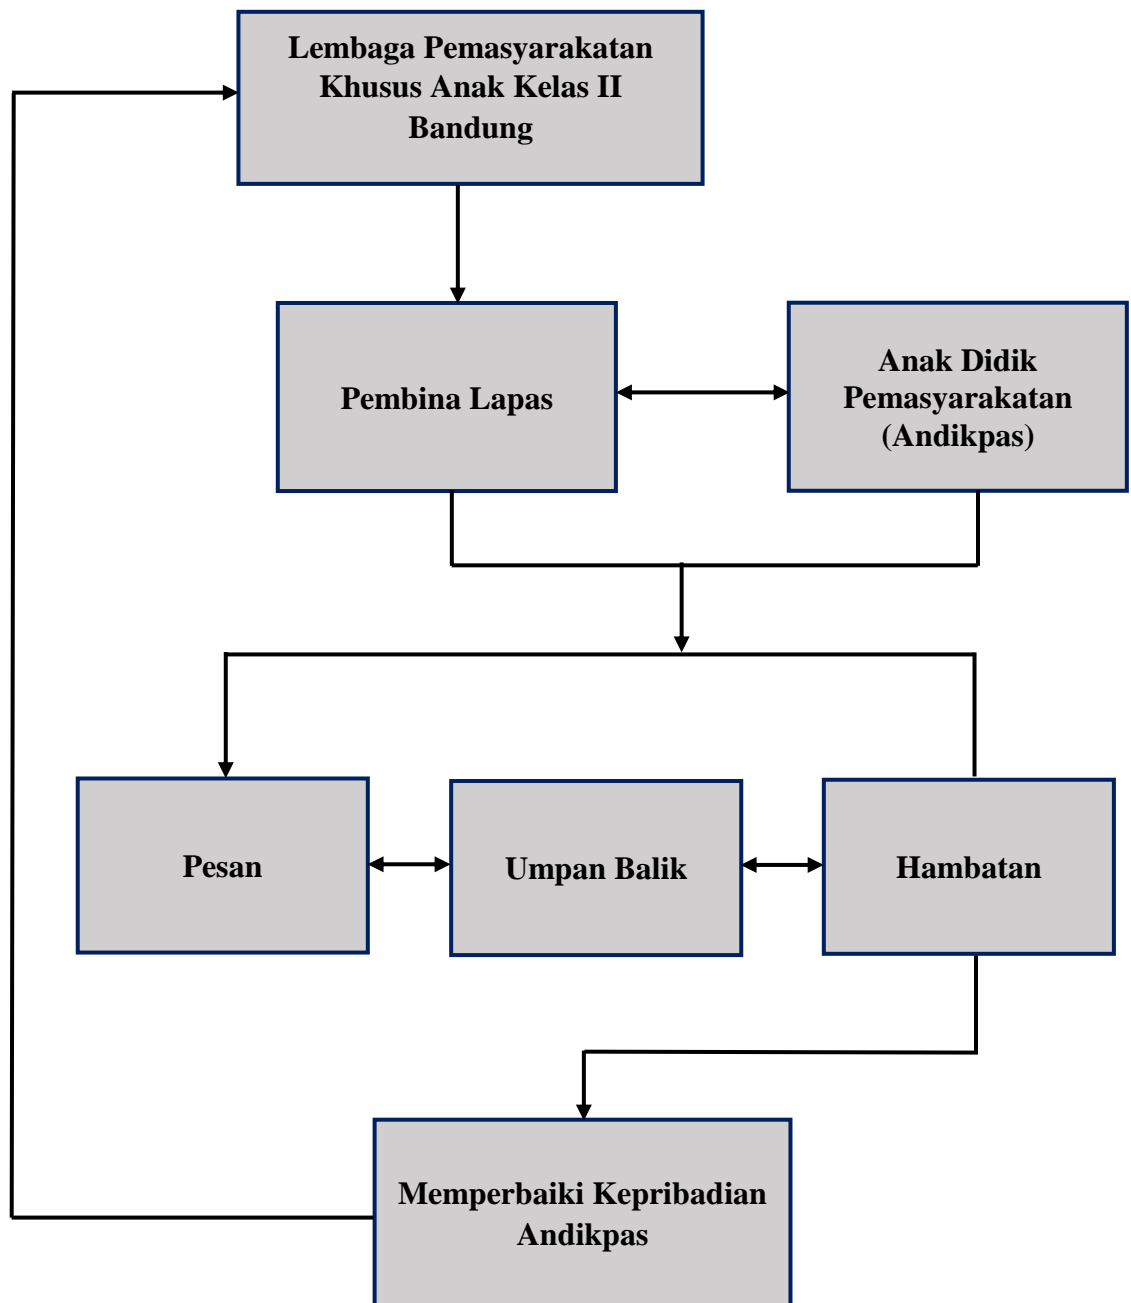 Lembaga Pemasyarakatan
Khusus Anak Kelas II
Bandung
Pembina Lapas
Anak Didik
Pemasyarakatan
(Andikpas)
Pesan
Umpan Balik
Hambatan
Memperbaiki Kepribadian
Andikpas